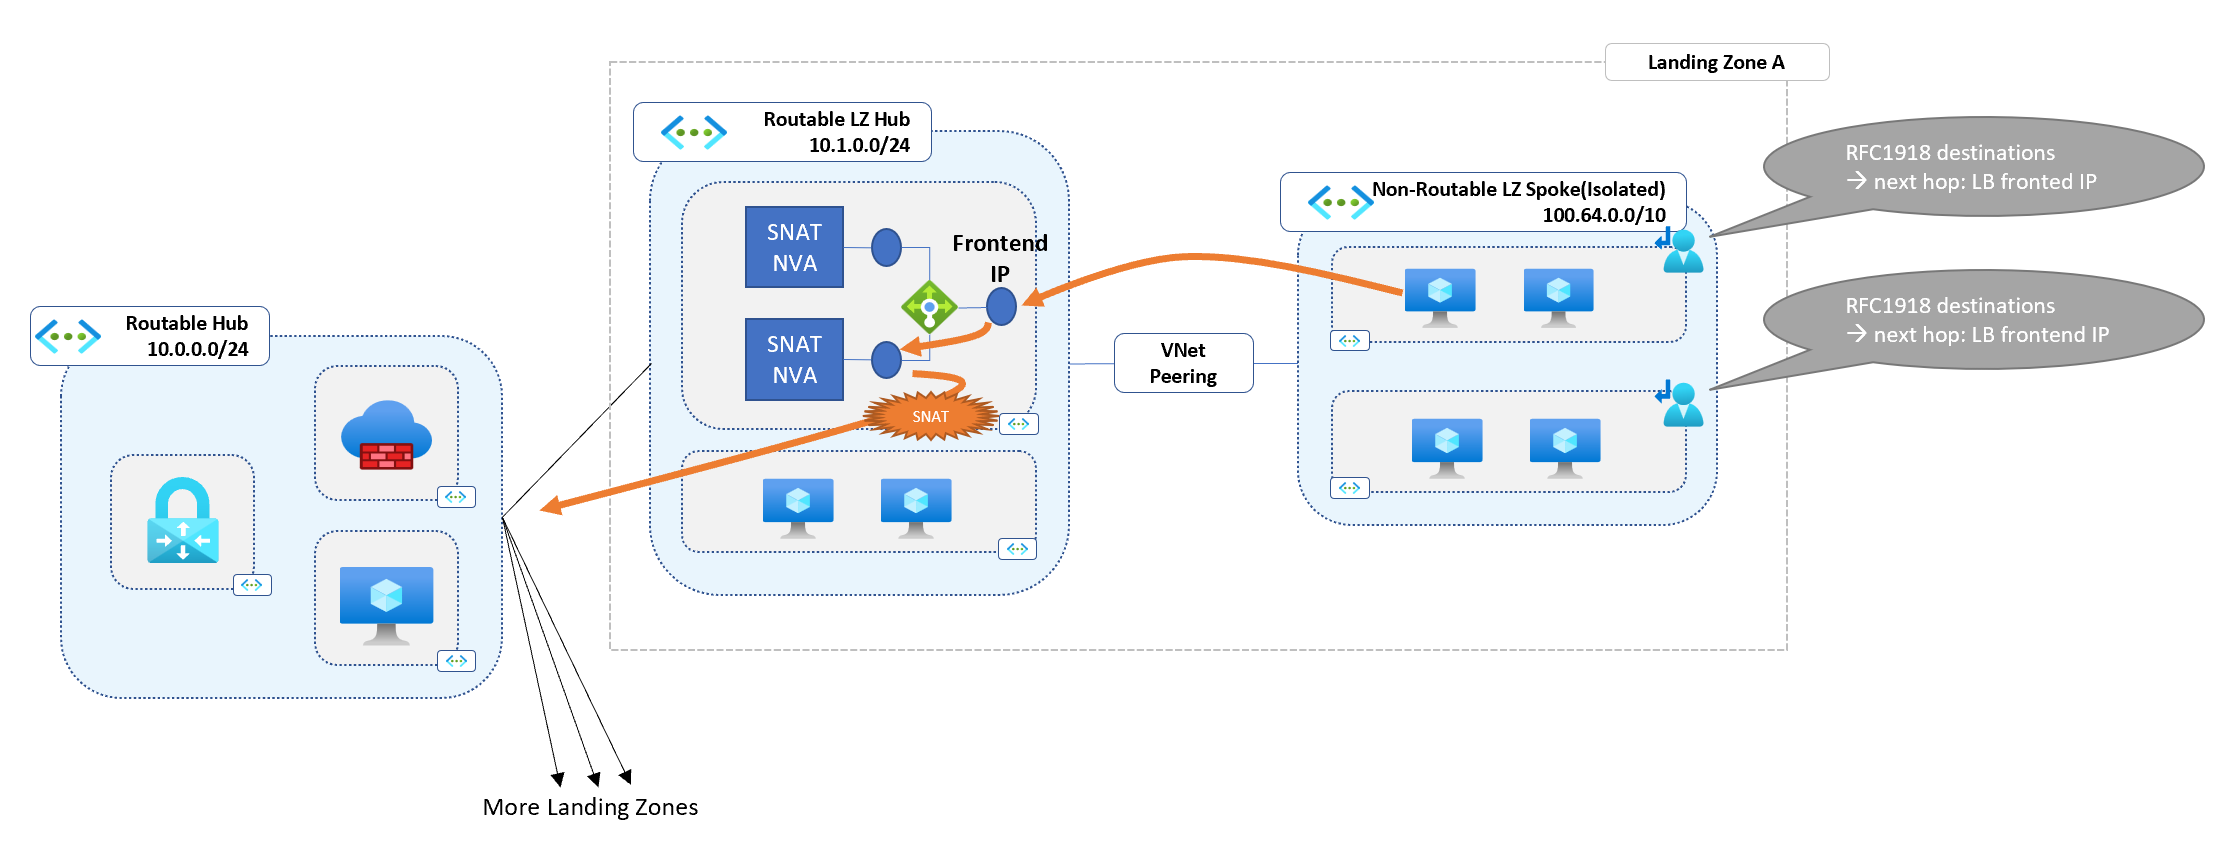 Landing Zone A
Routable LZ Hub
10.1.0.0/24
RFC1918 destinations
→ next hop: LB fronted IP
Non-Routable LZ Spoke(Isolated)
100.64.0.0/10
SNAT
NVA
Frontend
IP
RFC1918 destinations
→ next hop: LB frontend IP
Routable Hub
10.0.0.0/24
SNAT
NVA
VNet
Peering
SNAT
More Landing Zones